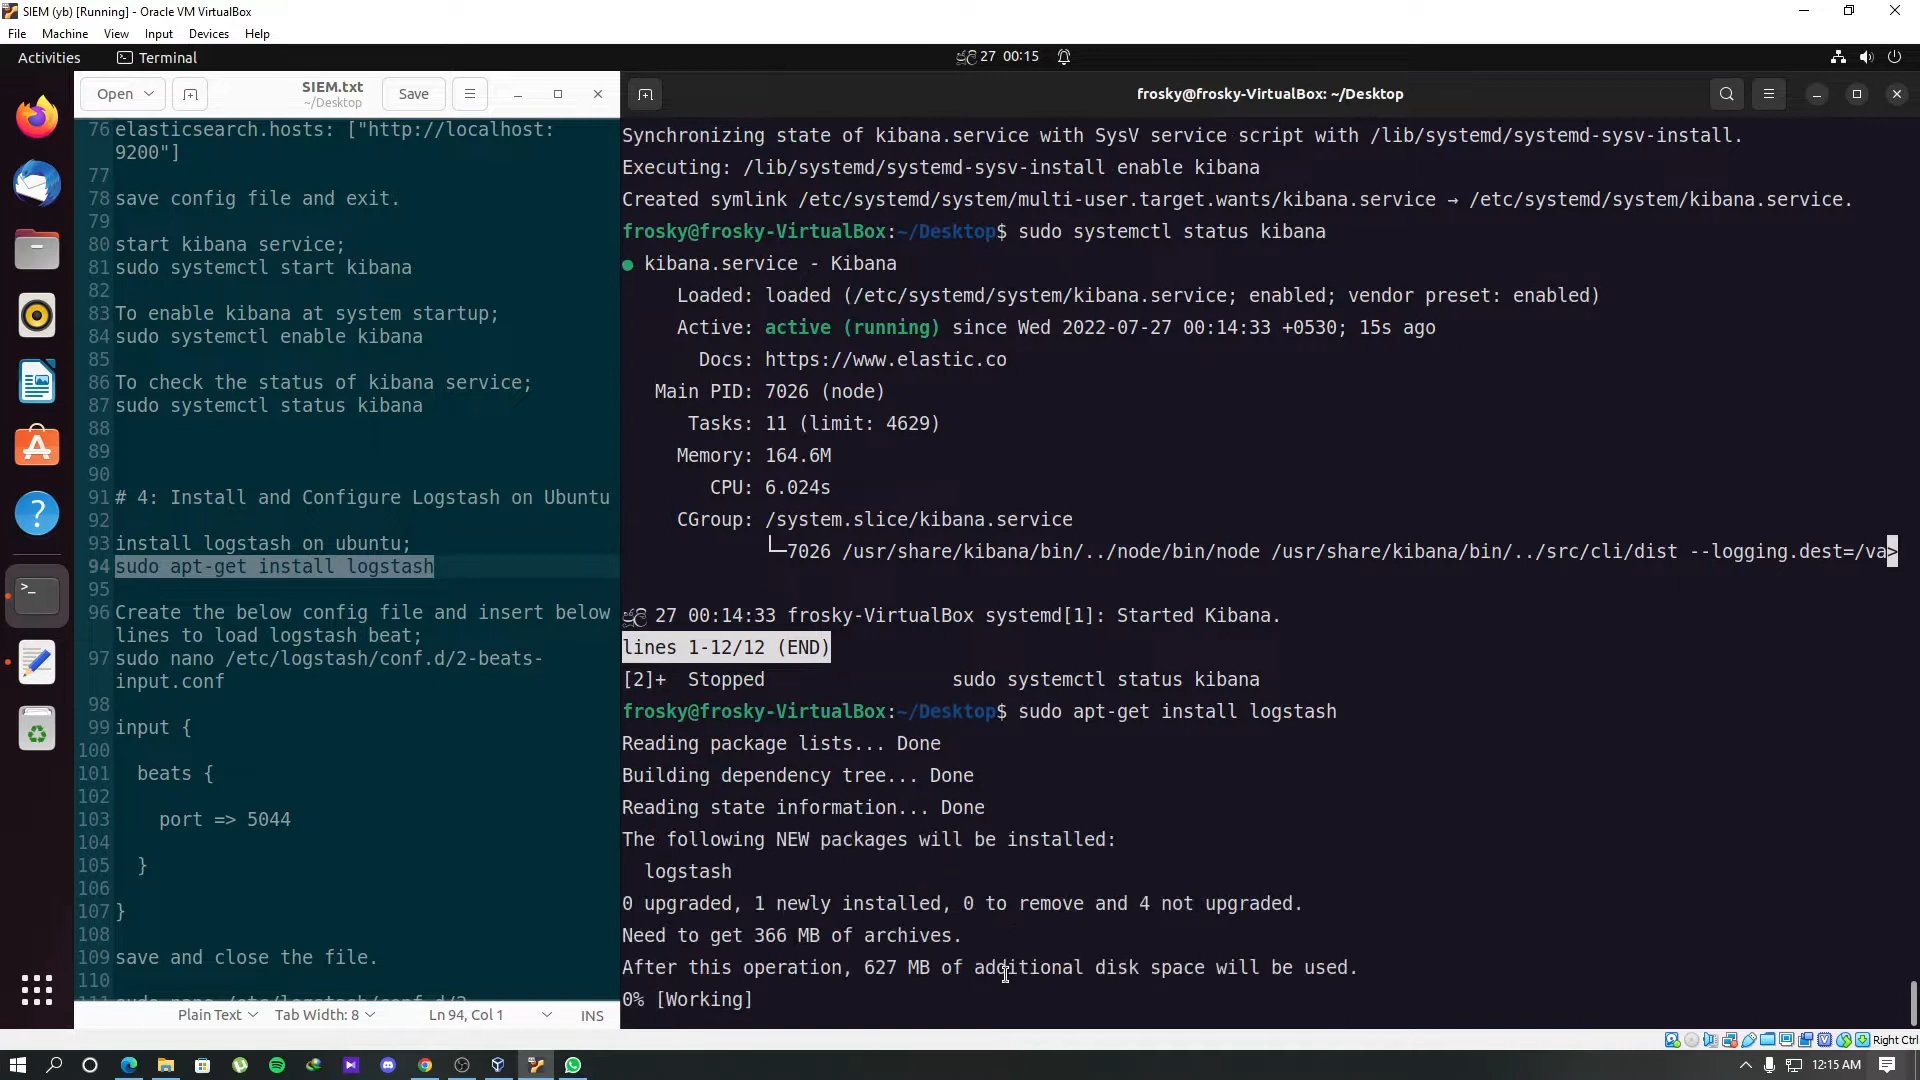 SIEM (yb) [Running] - Oracle VM VirtualBox
File Machine View Input Devices Help
Activities Terminal ජූලි 27 00:15
Open SIEM.txt Save
~/Desktop
76 elasticsearch.hosts: ["http://localhost:
9200"]
77
78 save config file and exit.
79
80 start kibana service;
81 sudo systemctl start kibana
82
83 To enable kibana at system startup;
84 sudo systemctl enable kibana
85
86 To check the status of kibana service;
87 sudo systemctl status kibana
88
89
90
91 # 4: Install and Configure Logstash on Ubuntu
92
93 install logstash on ubuntu;
94 sudo apt-get install logstash
95
96 Create the below config file and insert below
lines to load logstash beat;
97 sudo nano /etc/logstash/conf.d/2-beats-
input.conf
98
99 input {
100
101 beats {
102
103 port => 5044
104
105 }
106
107 }
108
109 save and close the file.
110
Plain Text Tab Width: 8 Ln 94, Col 1 INS
frosky@frosky-VirtualBox: ~/Desktop
Synchronizing state of kibana.service with SysV service script with /lib/systemd/systemd-sysv-install.
Executing: /lib/systemd/systemd-sysv-install enable kibana
Created symlink /etc/systemd/system/multi-user.target.wants/kibana.service → /etc/systemd/system/kibana.service.
frosky@frosky-VirtualBox:~/Desktop$ sudo systemctl status kibana
● kibana.service - Kibana
Loaded: loaded (/etc/systemd/system/kibana.service; enabled; vendor preset: enabled)
Active: active (running) since Wed 2022-07-27 00:14:33 +0530; 15s ago
Docs: https://www.elastic.co
Main PID: 7026 (node)
Tasks: 11 (limit: 4629)
Memory: 164.6M
CPU: 6.024s
CGroup: /system.slice/kibana.service
└─7026 /usr/share/kibana/bin/../node/bin/node /usr/share/kibana/bin/../src/cli/dist --logging.dest=/va>
ජූලි 27 00:14:33 frosky-VirtualBox systemd[1]: Started Kibana.
lines 1-12/12 (END)
[2]+ Stopped sudo systemctl status kibana
frosky@frosky-VirtualBox:~/Desktop$ sudo apt-get install logstash
Reading package lists... Done
Building dependency tree... Done
Reading state information... Done
The following NEW packages will be installed:
logstash
0 upgraded, 1 newly installed, 0 to remove and 4 not upgraded.
Need to get 366 MB of archives.
After this operation, 627 MB of additional disk space will be used.
0% [Working]
Right Ctrl
12:15 AM